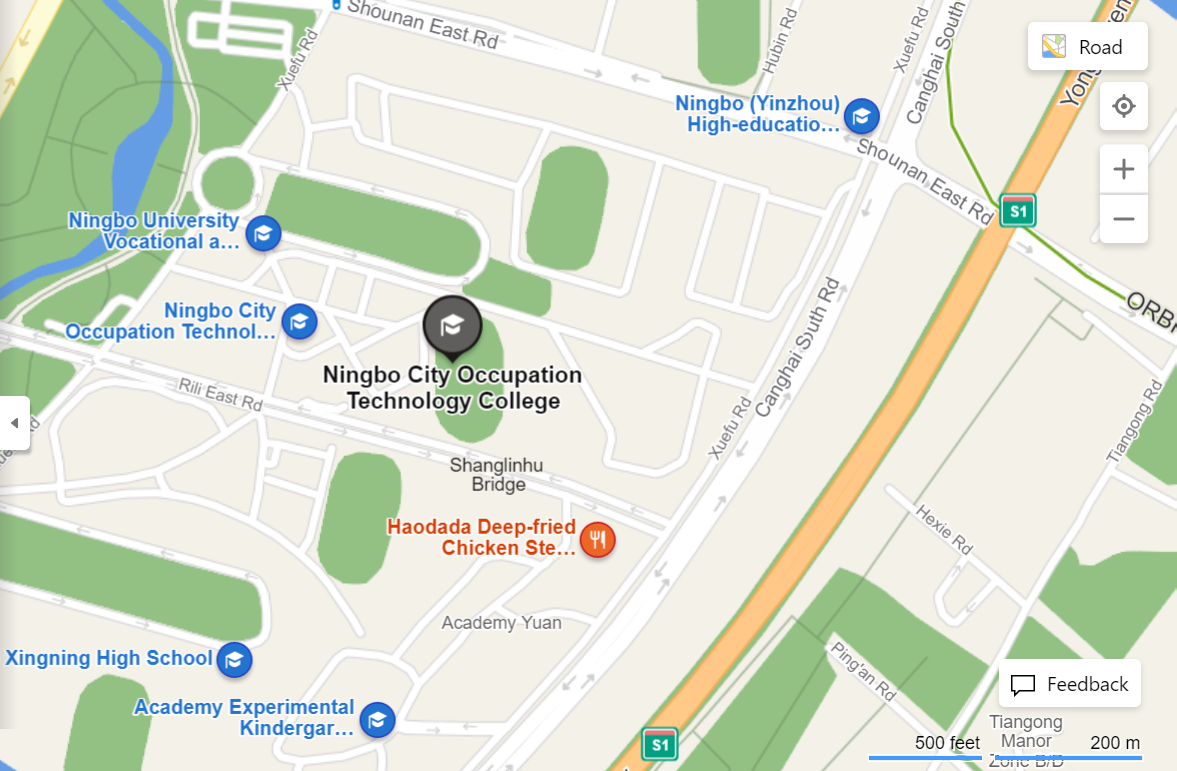 Shounan East Rd
Xuefu Rd
Hubin Rd
Xuefu Rd
Canghai South
Road
Ningbo (Yinzhou)
High-educatio...
Shounan East Rd
S1
Ningbo University
Vocational a...
Ningbo City
Occupation Technol...
Ningbo City Occupation
Technology College
Canghai South Rd
Rili East Rd
Xuefu Rd
Tiangong Rd
Shanglinhu
Bridge
Haodada Deep-fried
Chicken Ste...
Hexie Rd
Academy Yuan
Xingning High School
Ping'an Rd
Academy Experimental
Kindergar...
Feedback
S1
Tiangong
Manor
Zone B/D
500 feet
200 m